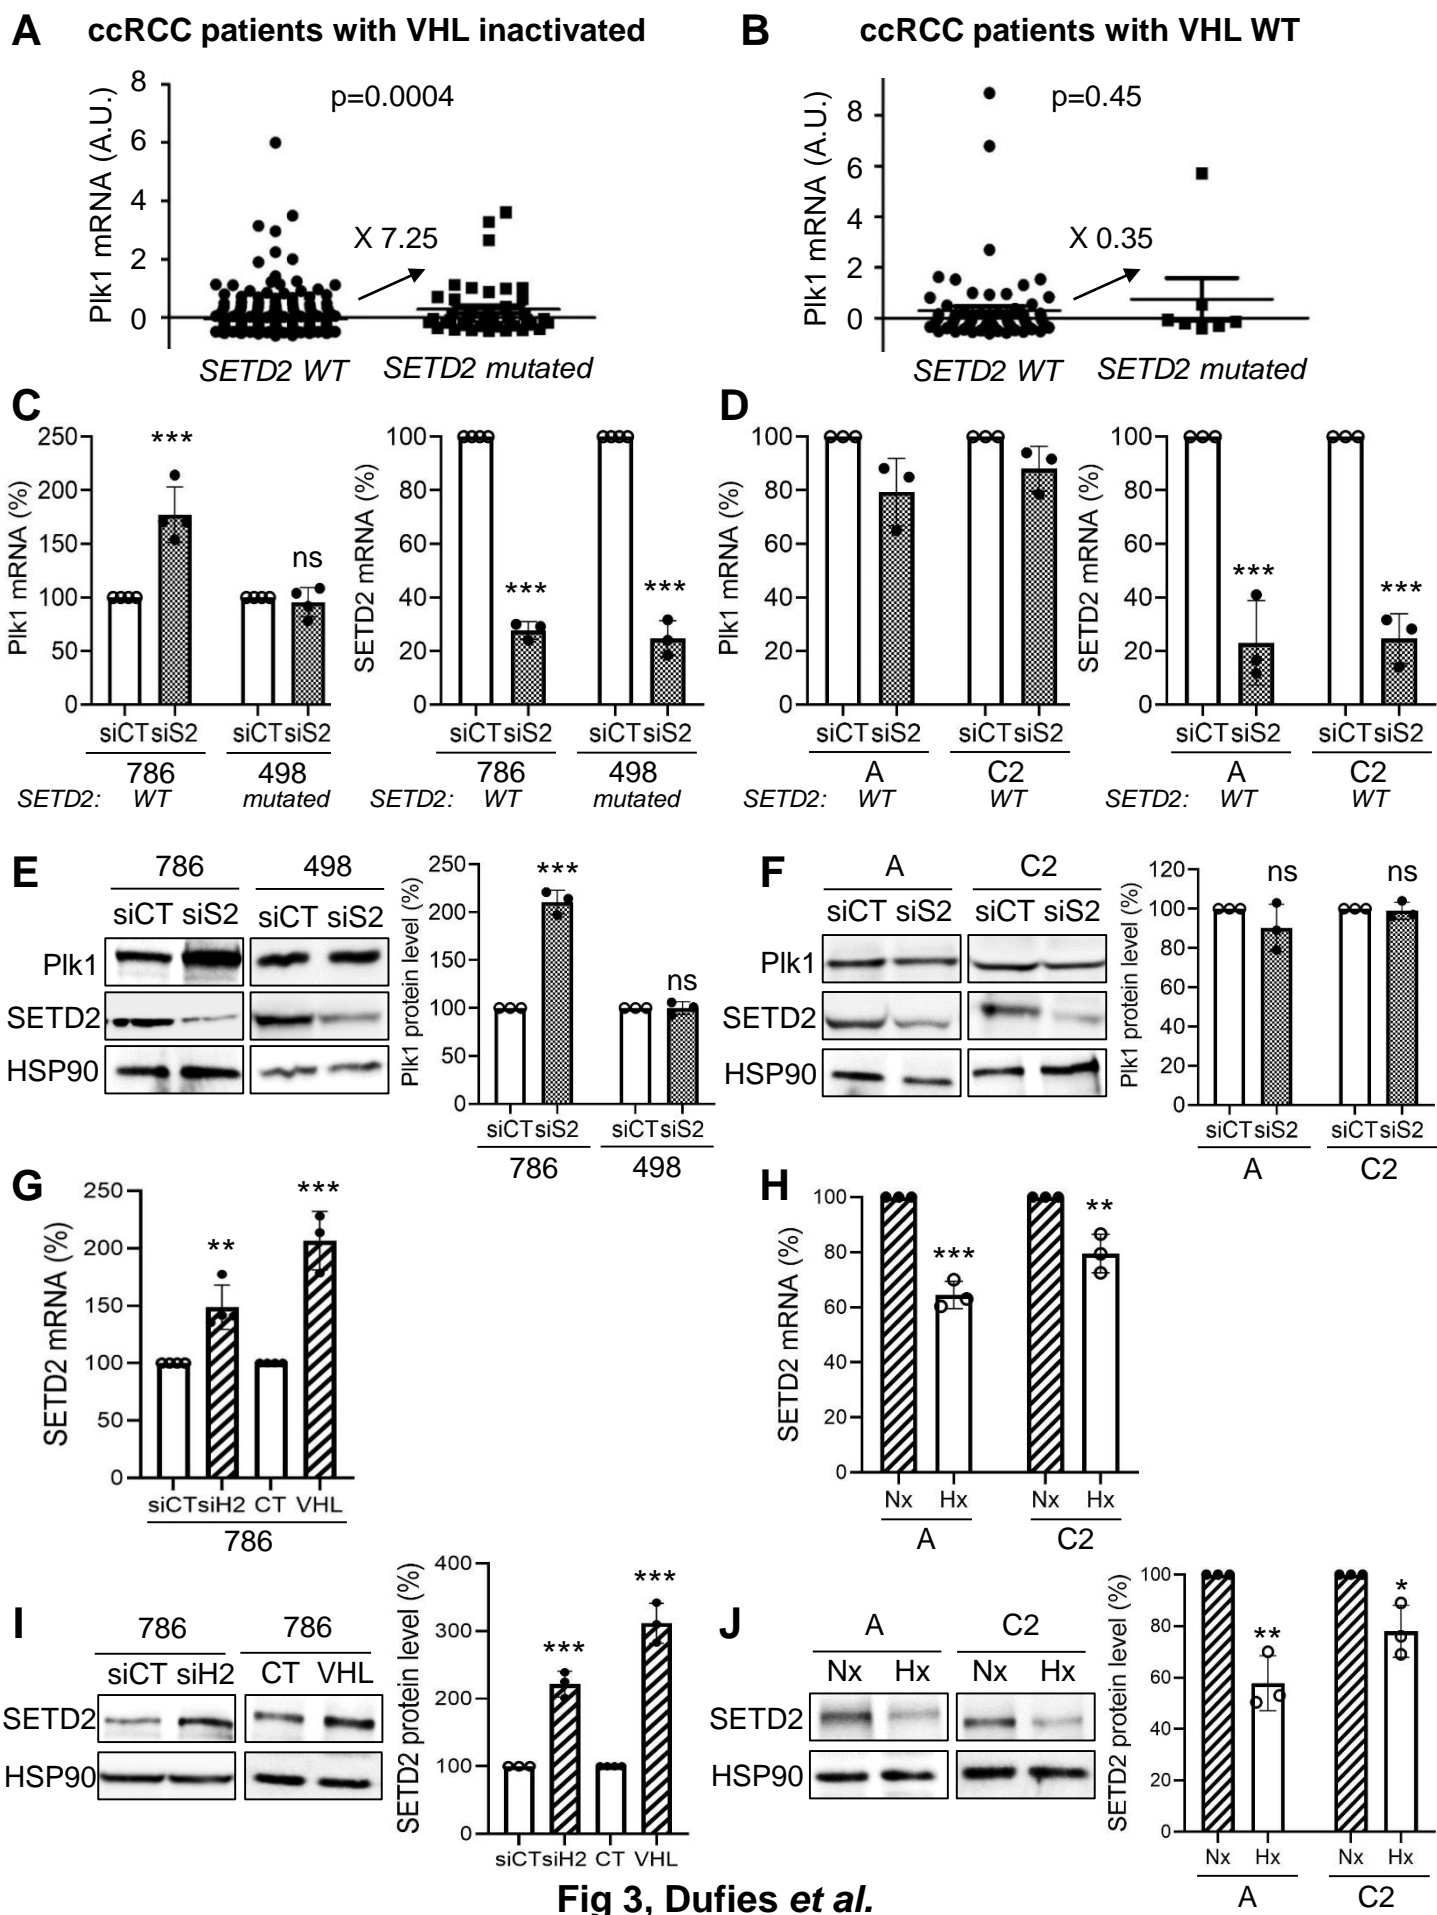 A ccRCC patients with VHL inactivated
Plk1 mRNA (A.U.)
8
6
4
2
0
p=0.0004
X 7.25
SETD2 WT SETD2 mutated
B ccRCC patients with VHL WT
Plk1 mRNA (A.U.)
8
6
4
2
0
p=0.45
X 0.35
SETD2 WT SETD2 mutated
C
Plk1 mRNA (%)
250
200
150
100
50
0
*** ns
siCT siS2 siCT siS2
786 498
SETD2: WT mutated
SETD2 mRNA (%)
100
80
60
40
20
0
*** ***
siCT siS2 siCT siS2
786 498
SETD2: WT mutated
D
Plk1 mRNA (%)
100
80
60
40
20
0
siCT siS2 siCT siS2
A C2
SETD2: WT WT
SETD2 mRNA (%)
100
80
60
40
20
0
*** ***
siCT siS2 siCT siS2
A C2
SETD2: WT WT
E 786 498
siCT siS2 siCT siS2
Plk1
SETD2
HSP90
Plk1 protein level (%)
250
200
150
100
50
0
*** ns
siCT siS2 siCT siS2
786 498
F A C2
siCT siS2 siCT siS2
Plk1
SETD2
HSP90
Plk1 protein level (%)
120
100
80
60
40
20
0
ns ns
siCT siS2 siCT siS2
A C2
G
SETD2 mRNA (%)
250
200
150
100
50
0
** ***
siCT siH2 CT VHL
786
H
SETD2 mRNA (%)
100
80
60
40
20
0
*** **
Nx Hx Nx Hx
A C2
I 786 786
siCT siH2 CT VHL
SETD2
HSP90
SETD2 protein level (%)
400
300
200
100
0
*** ***
siCT siH2 CT VHL
J A C2
Nx Hx Nx Hx
SETD2
HSP90
SETD2 protein level (%)
100
80
60
40
20
0
** *
Nx Hx Nx Hx
A C2
Fig 3, Dufies et al.